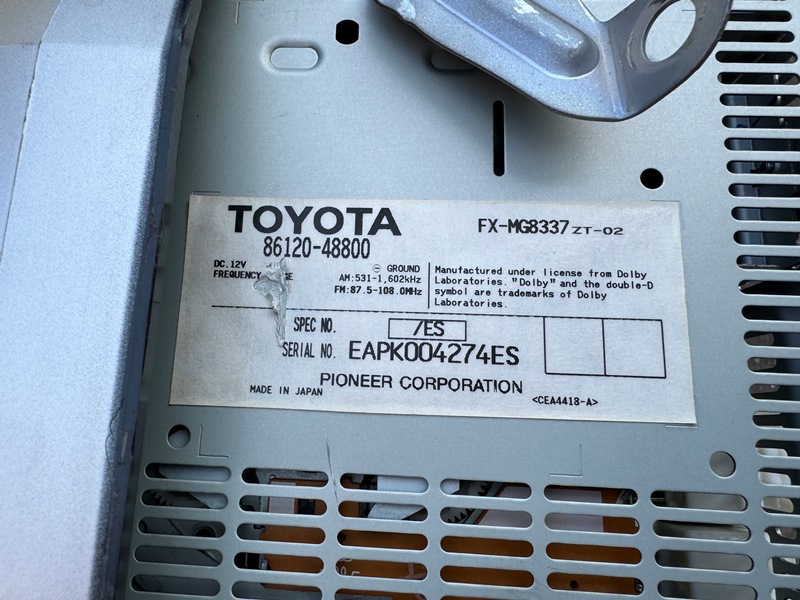 TOYOTA
FX-MG8337 ZT-02
86120-48800
DC.12V
⊖ GROUND
FREQUENCY
AM:531-1,602kHz
FM:87.5-108.0MHz
Manufactured under license from Dolby
Laboratories. "Dolby" and the double-D
symbol are trademarks of Dolby
Laboratories.
SPEC NO. /ES
SERIAL NO. EAPK004274ES
PIONEER CORPORATION
MADE IN JAPAN
<CEA4418-A>